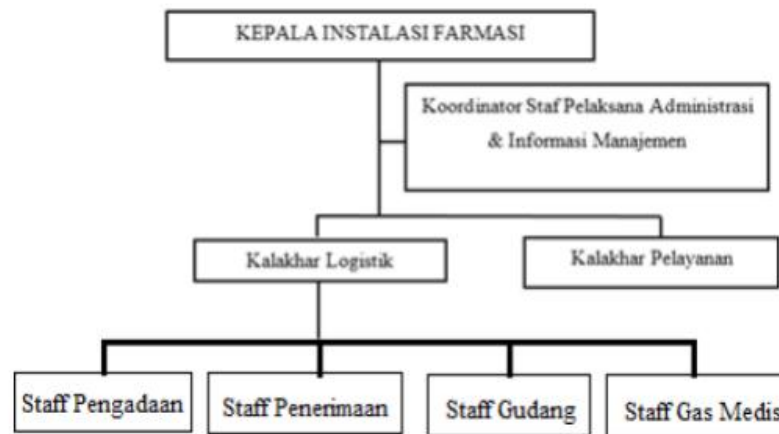 KEPALA INSTALASI FARMASI
Koordinator Staf Pelaksana Administrasi
& Informasi Manajemen
Kalakhar Logistik
Kalakhar Pelayanan
Staff Pengadaan
Staff Penerimaan
Staff Gudang
Staff Gas Medis